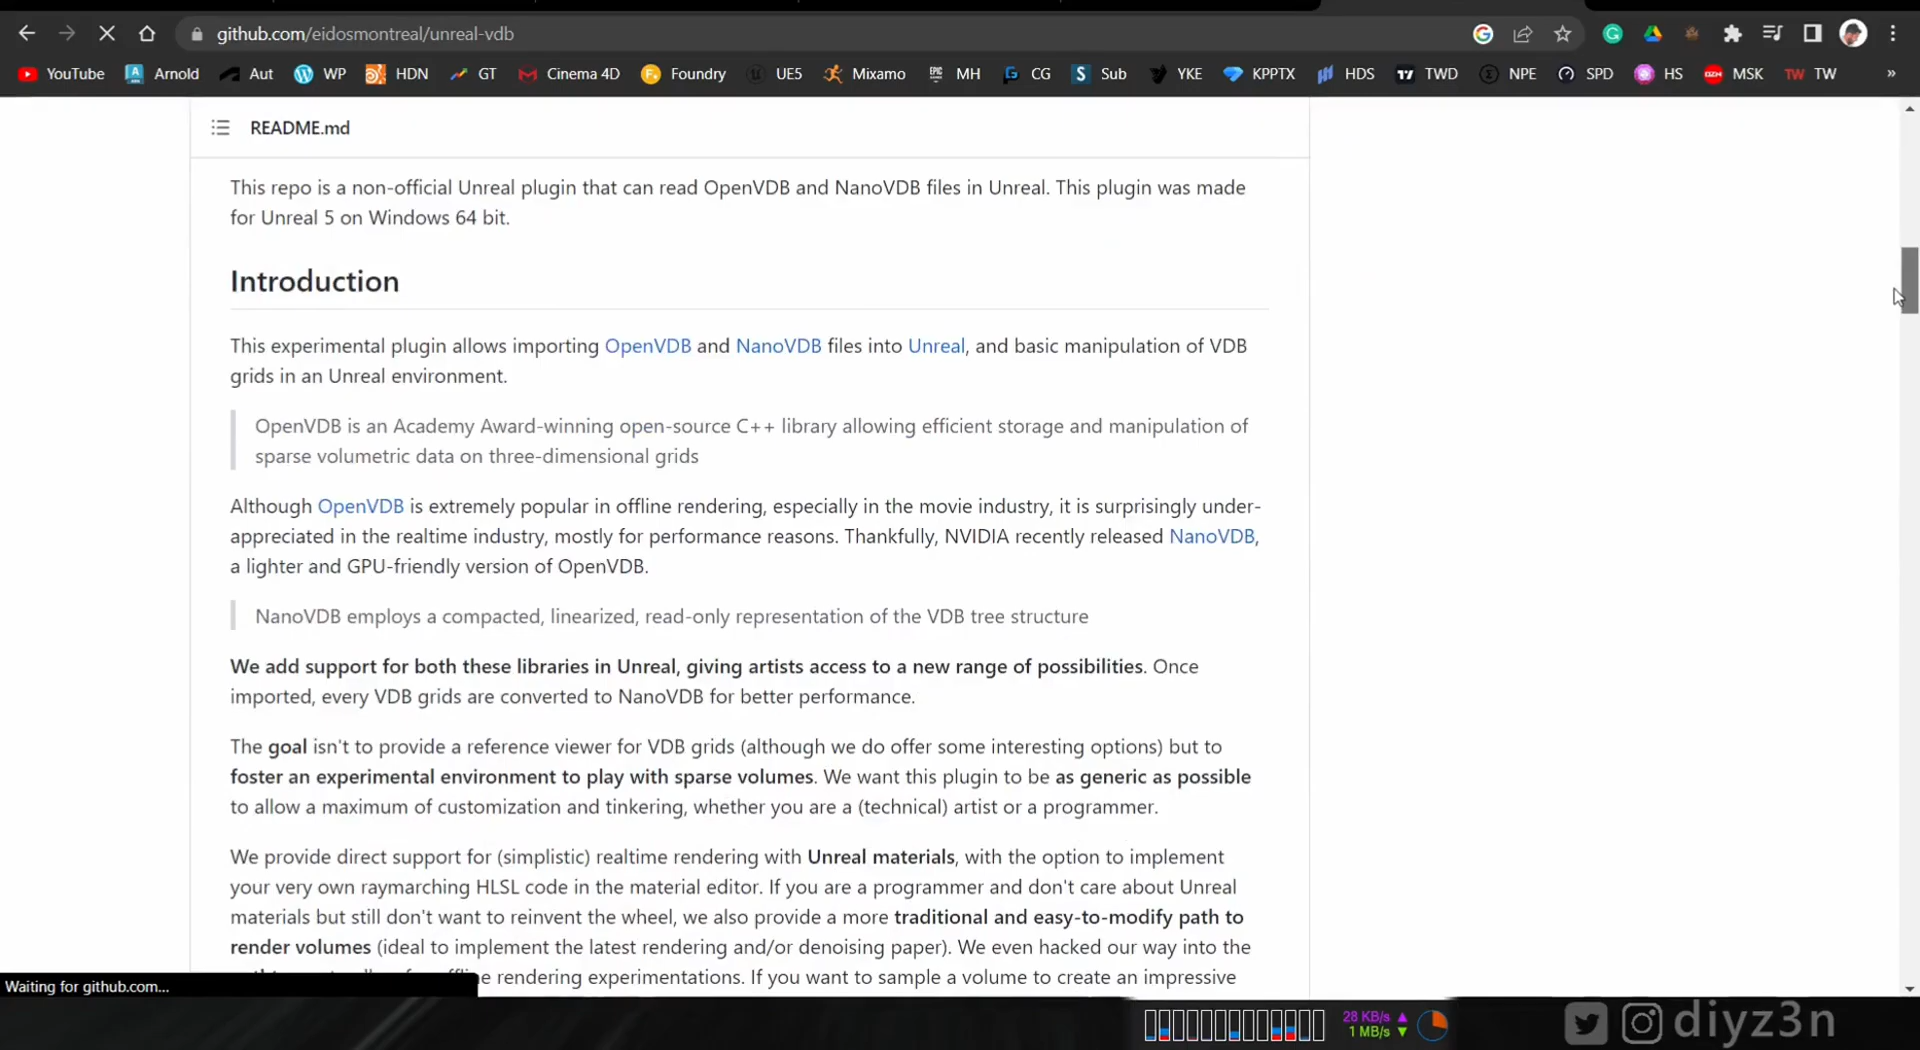 github.com/eidosmontreal/unreal-vdb
YouTube Arnold Aut WP HDN GT Cinema 4D Foundry UE5 Mixamo MH CG Sub YKE KPPTX HDS TWD NPE SPD HS MSK TW TW »
README.md
This repo is a non-official Unreal plugin that can read OpenVDB and NanoVDB files in Unreal. This plugin was made
for Unreal 5 on Windows 64 bit.
Introduction
This experimental plugin allows importing OpenVDB and NanoVDB files into Unreal, and basic manipulation of VDB
grids in an Unreal environment.
OpenVDB is an Academy Award-winning open-source C++ library allowing efficient storage and manipulation of
sparse volumetric data on three-dimensional grids
Although OpenVDB is extremely popular in offline rendering, especially in the movie industry, it is surprisingly under-
appreciated in the realtime industry, mostly for performance reasons. Thankfully, NVIDIA recently released NanoVDB,
a lighter and GPU-friendly version of OpenVDB.
NanoVDB employs a compacted, linearized, read-only representation of the VDB tree structure
We add support for both these libraries in Unreal, giving artists access to a new range of possibilities. Once
imported, every VDB grids are converted to NanoVDB for better performance.
The goal isn't to provide a reference viewer for VDB grids (although we do offer some interesting options) but to
foster an experimental environment to play with sparse volumes. We want this plugin to be as generic as possible
to allow a maximum of customization and tinkering, whether you are a (technical) artist or a programmer.
We provide direct support for (simplistic) realtime rendering with Unreal materials, with the option to implement
your very own raymarching HLSL code in the material editor. If you are a programmer and don't care about Unreal
materials but still don't want to reinvent the wheel, we also provide a more traditional and easy-to-modify path to
render volumes (ideal to implement the latest rendering and/or denoising paper). We even hacked our way into the
rendering experimentations. If you want to sample a volume to create an impressive
Waiting for github.com...
28 KB/s
1 MB/s
diyz3n